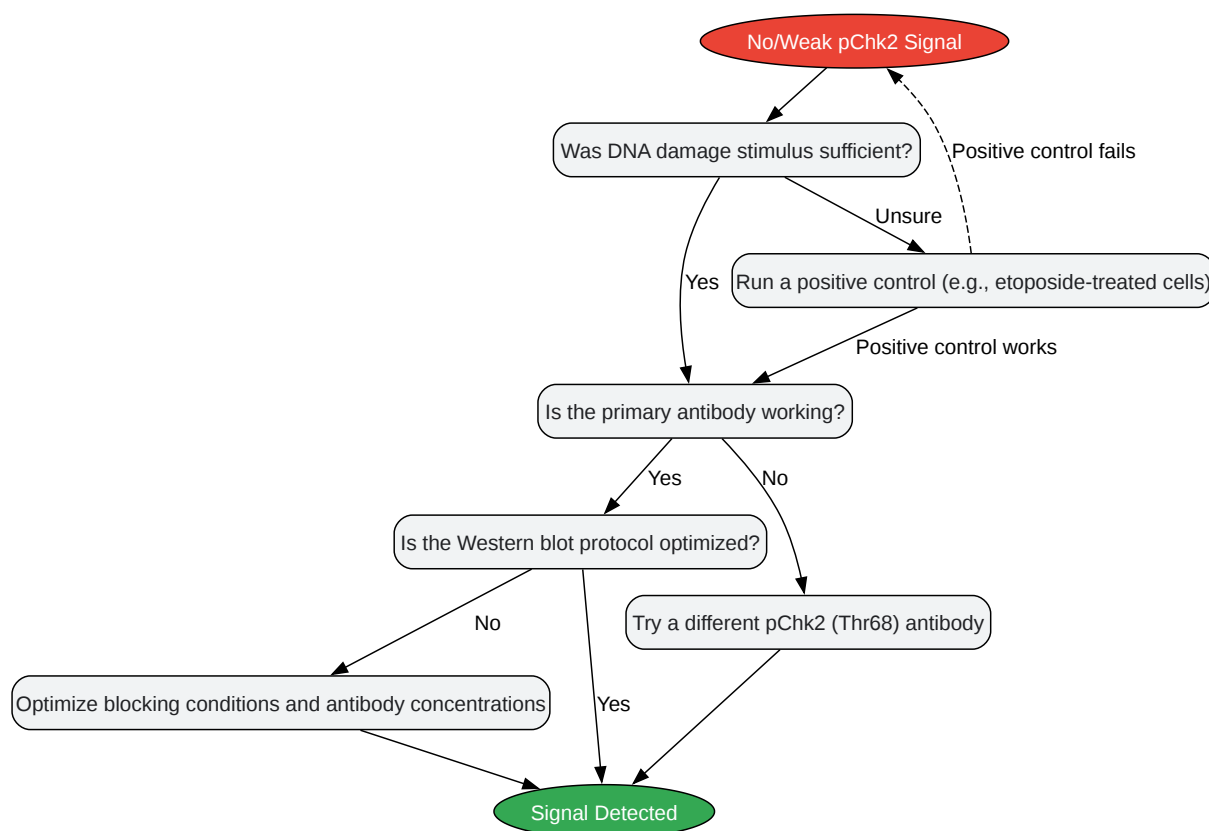 No/Weak pChk2 Signal
Was DNA damage stimulus sufficient?
Positive control fails
Unsure
Yes
Run a positive control (e.g., etoposide-treated cells)
Positive control works
Is the primary antibody working?
Yes
No
Is the Western blot protocol optimized?
No
Try a different pChk2 (Thr68) antibody
Optimize blocking conditions and antibody concentrations
Yes
Signal Detected